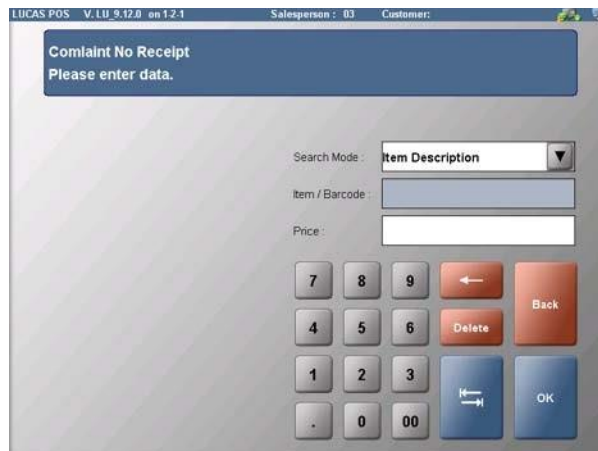 LUCAS POS V. LU_9.12.0 on 1-2-1 Salesperson : 03 Customer:
Comlaint No Receipt
Please enter data.
Search Mode : Item Description
Item / Barcode :
Price :
7 8 9 Back
4 5 6 Delete
1 2 3 OK
. 0 00